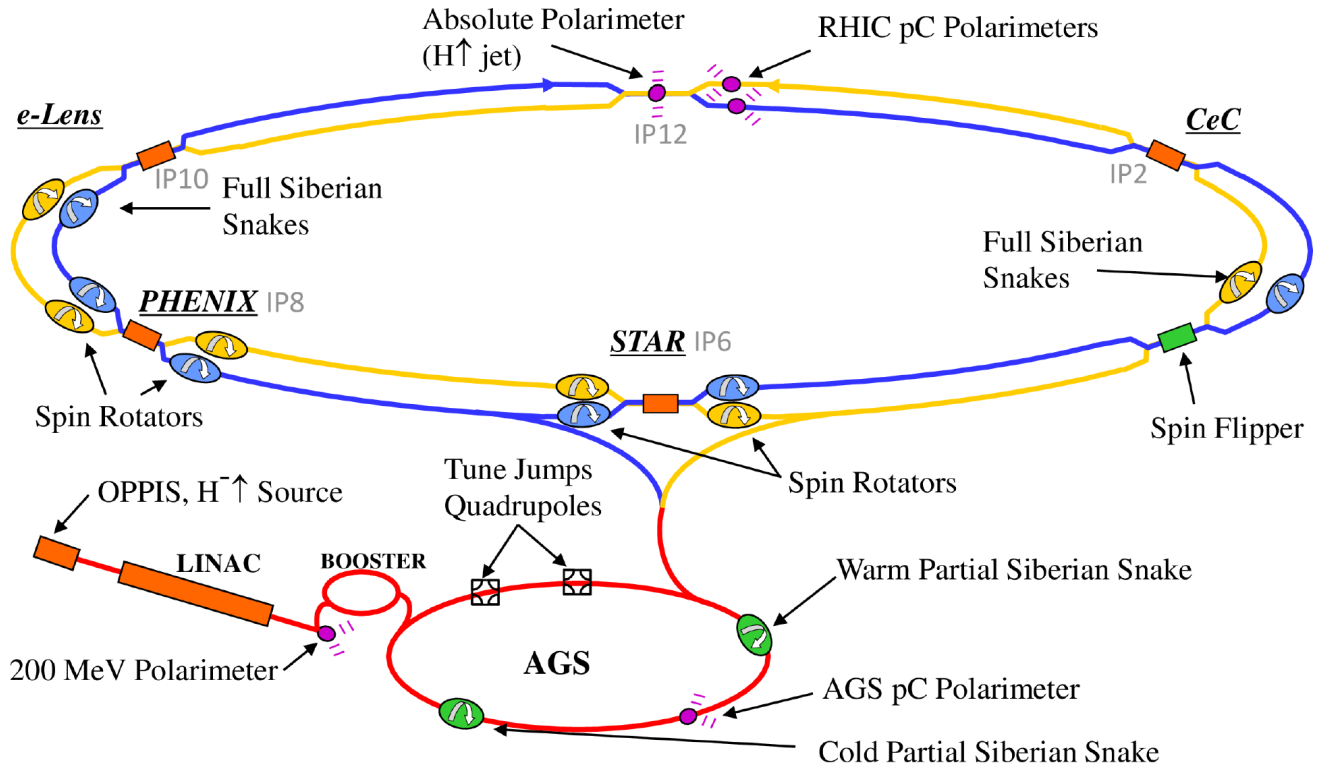 Absolute Polarimeter
(H↑ jet)
RHIC pC Polarimeters
e-Lens
CeC
IP12
IP10
IP2
Full Siberian
Snakes
Full Siberian
Snakes
PHENIX IP8
STAR IP6
Spin Rotators
Spin Flipper
Tune Jumps
Quadrupoles
Spin Rotators
OPPIS, H⁻↑ Source
LINAC
BOOSTER
Warm Partial Siberian Snake
AGS
200 MeV Polarimeter
AGS pC Polarimeter
Cold Partial Siberian Snake